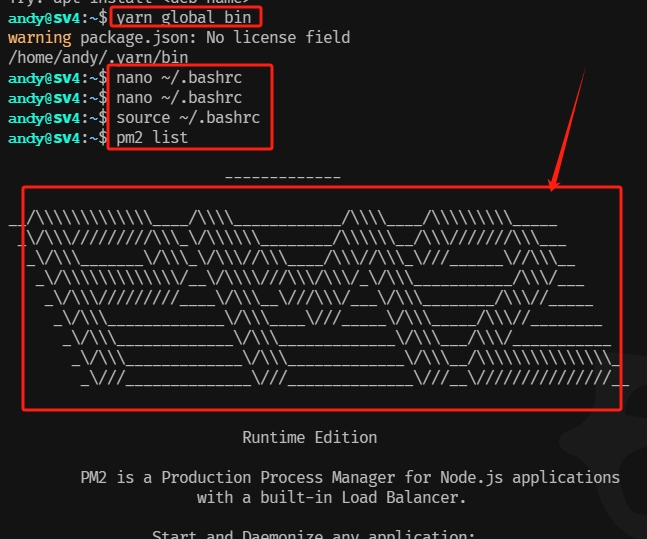 Try: apt install <deb name>
andy@sv4:~$ yarn global bin
warning package.json: No license field
/home/andy/.yarn/bin
andy@sv4:~$ nano ~/.bashrc
andy@sv4:~$ nano ~/.bashrc
andy@sv4:~$ source ~/.bashrc
andy@sv4:~$ pm2 list
-------------
__/\\\\\\\\\\\\\____/\\\\____________/\\\\____/\\\\\\\\\_____
_\/\\\/////////\\\_\/\\\\\\________/\\\\\\__/\\\///////\\\___
_\/\\\_______\/\\\_\/\\\//\\\____/\\\//\\\_\///______\//\\\__
_\/\\\\\\\\\\\\\/__\/\\\\///\\\/\\\/_\/\\\___________/\\\/___
_\/\\\/////////____\/\\\__\///\\\/___\/\\\________/\\\//_____
_\/\\\_____________\/\\\____\///_____\/\\\_____/\\\//________
_\/\\\_____________\/\\\_____________\/\\\___/\\\/___________
_\/\\\_____________\/\\\_____________\/\\\__/\\\\\\\\\\\\\\\_
_\///______________\///______________\///__\///////////////__
Runtime Edition
PM2 is a Production Process Manager for Node.js applications
with a built-in Load Balancer.
Start and Daemonize any application: